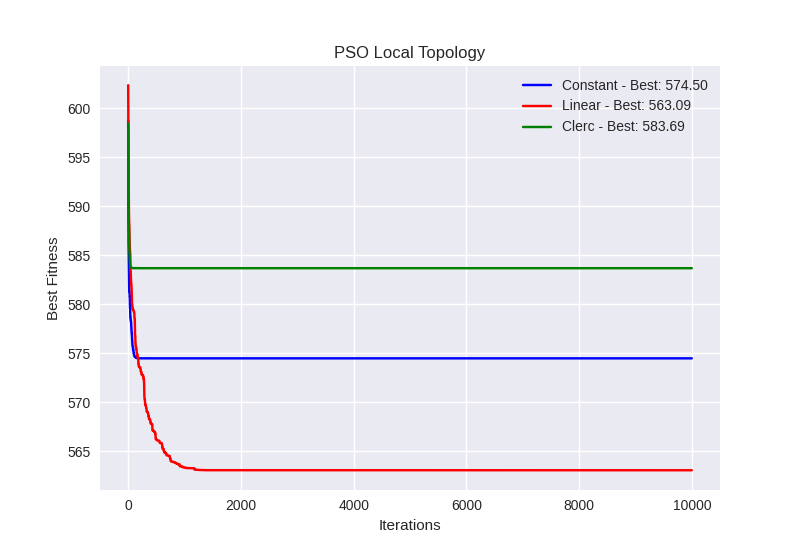 PSO Local Topology
Constant - Best: 574.50
Linear - Best: 563.09
Clerc - Best: 583.69
Best Fitness
600
595
590
585
580
575
570
565
0 2000 4000 6000 8000 10000
Iterations